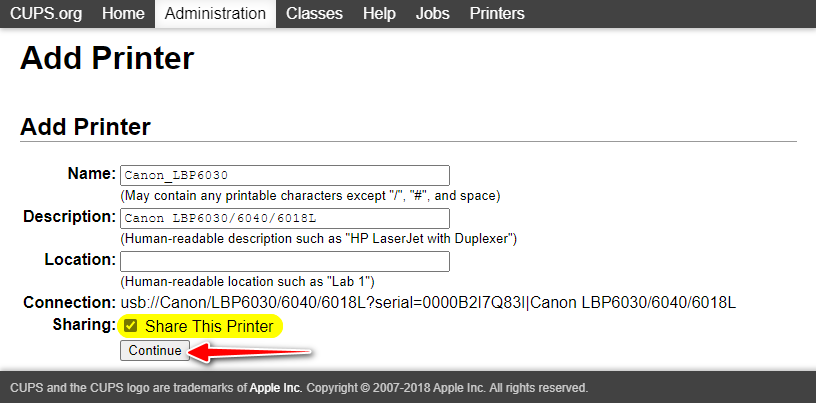 CUPS.org Home Administration Classes Help Jobs Printers
Add Printer
Add Printer
Name: Canon_LBP6030
(May contain any printable characters except "/", "#", and space)
Description: Canon LBP6030/6040/6018L
(Human-readable description such as "HP LaserJet with Duplexer")
Location:
(Human-readable location such as "Lab 1")
Connection: usb://Canon/LBP6030/6040/6018L?serial=0000B2I7Q83I|Canon LBP6030/6040/6018L
Sharing: Share This Printer
Continue
CUPS and the CUPS logo are trademarks of Apple Inc. Copyright © 2007-2018 Apple Inc. All rights reserved.